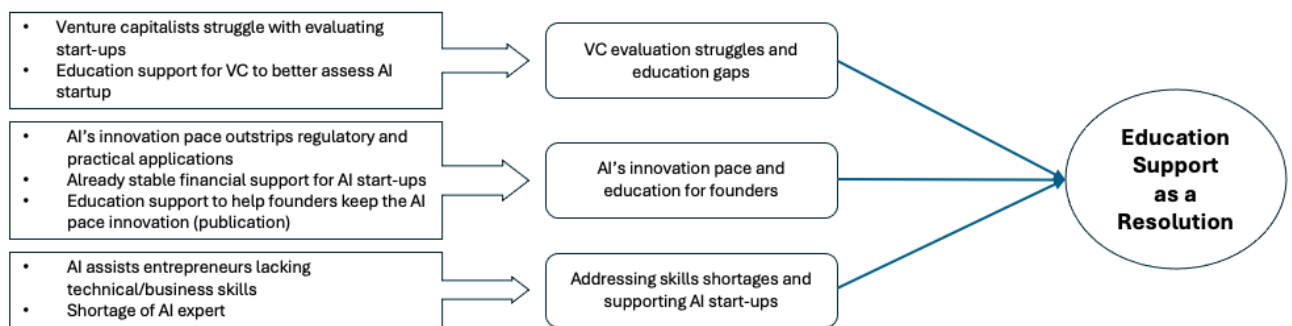 • Venture capitalists struggle with evaluating
start-ups
• Education support for VC to better assess AI
startup
VC evaluation struggles and
education gaps
• AI's innovation pace outstrips regulatory and
practical applications
• Already stable financial support for AI start-ups
• Education support to help founders keep the AI
pace innovation (publication)
AI's innovation pace and
education for founders
• AI assists entrepreneurs lacking
technical/business skills
• Shortage of AI expert
Addressing skills shortages and
supporting AI start-ups
Education
Support
as a
Resolution